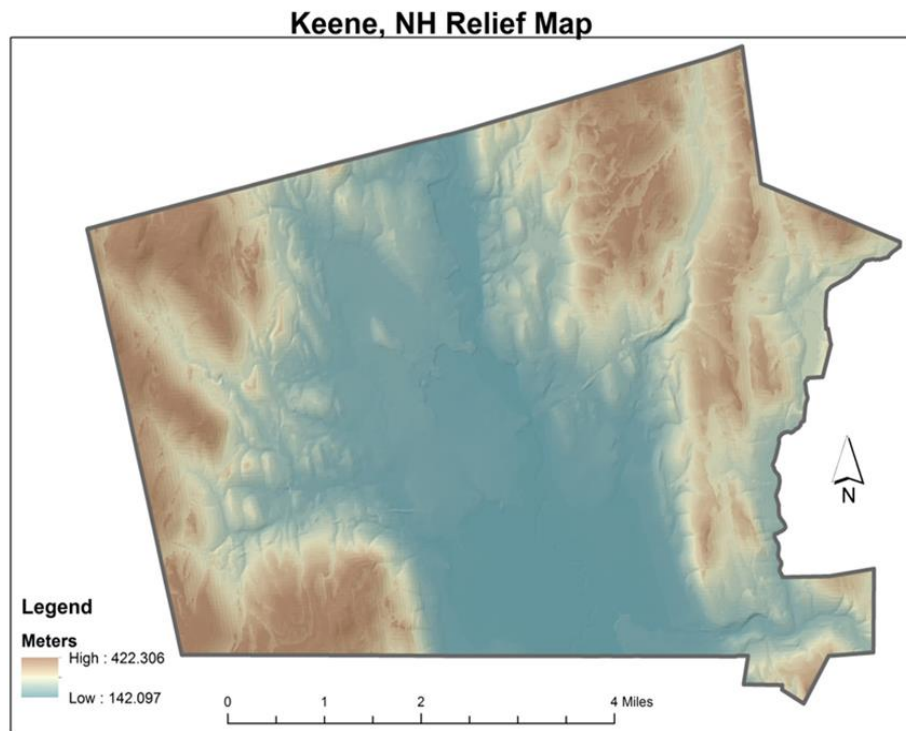 Keene, NH Relief Map
N
Legend
Meters
High : 422.306
Low : 142.097
0 1 2 4 Miles